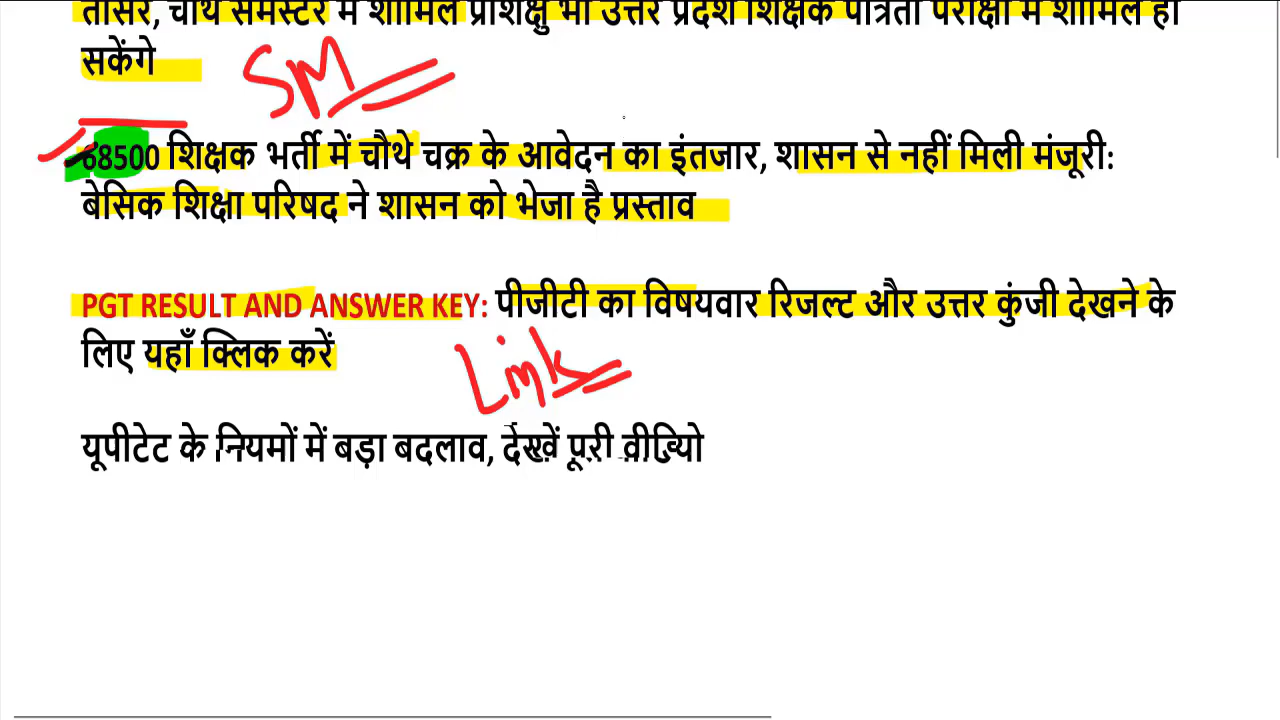 तीसरे, चौथे समेस्टर में शामिल प्रशिक्षु भी उत्तर प्रदेश शिक्षक पात्रता परीक्षा में शामिल हो
सकेंगे
SM
68500 शिक्षक भर्ती में चौथे चक्र के आवेदन का इंतजार, शासन से नहीं मिली मंजूरी:
बेसिक शिक्षा परिषद ने शासन को भेजा है प्रस्ताव
PGT RESULT AND ANSWER KEY: पीजीटी का विषयवार रिजल्ट और उत्तर कुंजी देखने के
लिए यहाँ क्लिक करें
Link
यूपीटेट के नियमों में बड़ा बदलाव, देखें पूरी वीडियो